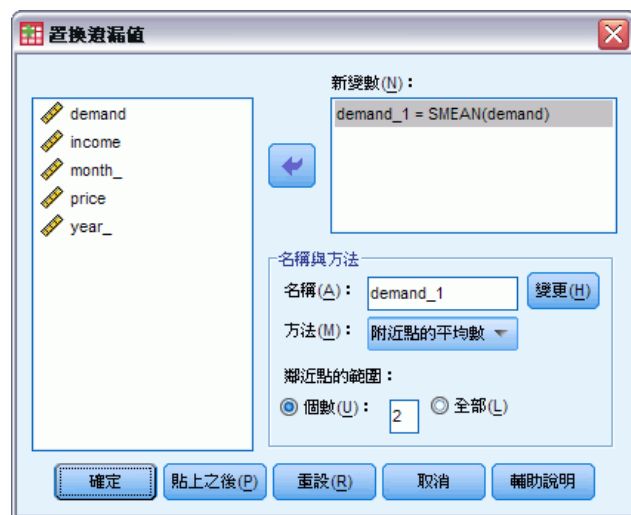 置換遺漏值
新變數(N):
demand
income
month_
price
year_
demand_1 = SMEAN(demand)
名稱與方法
名稱(A): demand_1 變更(H)
方法(M): 附近點的平均數
鄰近點的範圍:
個數(U): 2 全部(L)
確定 貼上之後(P) 重設(R) 取消 輔助說明